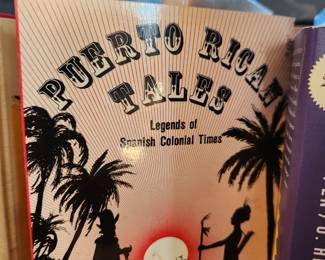 PUERTO RICAN
TALES
Legends of
Spanish Colonial Times